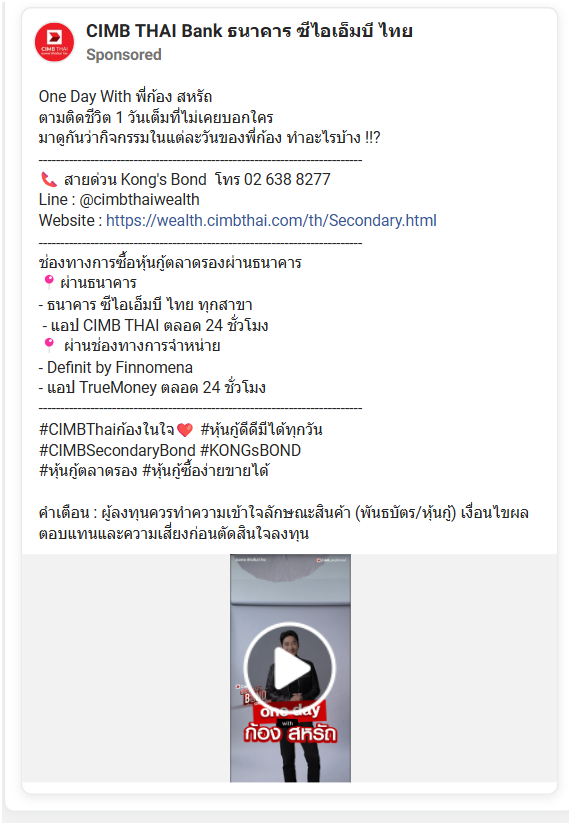 CIMB THAI Bank ธนาคาร ซีไอเอ็มบี ไทย
Sponsored
CIMB THAI
One Day With พี่ก้อง สหรัถ
ตามติดชีวิต 1 วันเต็มที่ไม่เคยบอกใคร
มาดูกันว่ากิจกรรมในแต่ละวันของพี่ก้อง ทำอะไรบ้าง !!?
--------------------------------------------------------------------------
📞 สายด่วน Kong's Bond โทร 02 638 8277
Line : @cimbthaiwealth
Website : https://wealth.cimbthai.com/th/Secondary.html
--------------------------------------------------------------------------
ช่องทางการซื้อหุ้นกู้ตลาดรองผ่านธนาคาร
📍 ผ่านธนาคาร
- ธนาคาร ซีไอเอ็มบี ไทย ทุกสาขา
- แอป CIMB THAI ตลอด 24 ชั่วโมง
📍 ผ่านช่องทางการจำหน่าย
- Definit by Finnomena
- แอป TrueMoney ตลอด 24 ชั่วโมง
--------------------------------------------------------------------------
#CIMBThaiก้องในใจ❤️ #หุ้นกู้ดีดีมีได้ทุกวัน
#CIMBSecondaryBond #KONGsBOND
#หุ้นกู้ตลาดรอง #หุ้นกู้ซื้อง่ายขายได้
คำเตือน : ผู้ลงทุนควรทำความเข้าใจลักษณะสินค้า (พันธบัตร/หุ้นกู้) เงื่อนไขผล
ตอบแทนและความเสี่ยงก่อนตัดสินใจลงทุน
one day
with
ก้อง สหรัถ